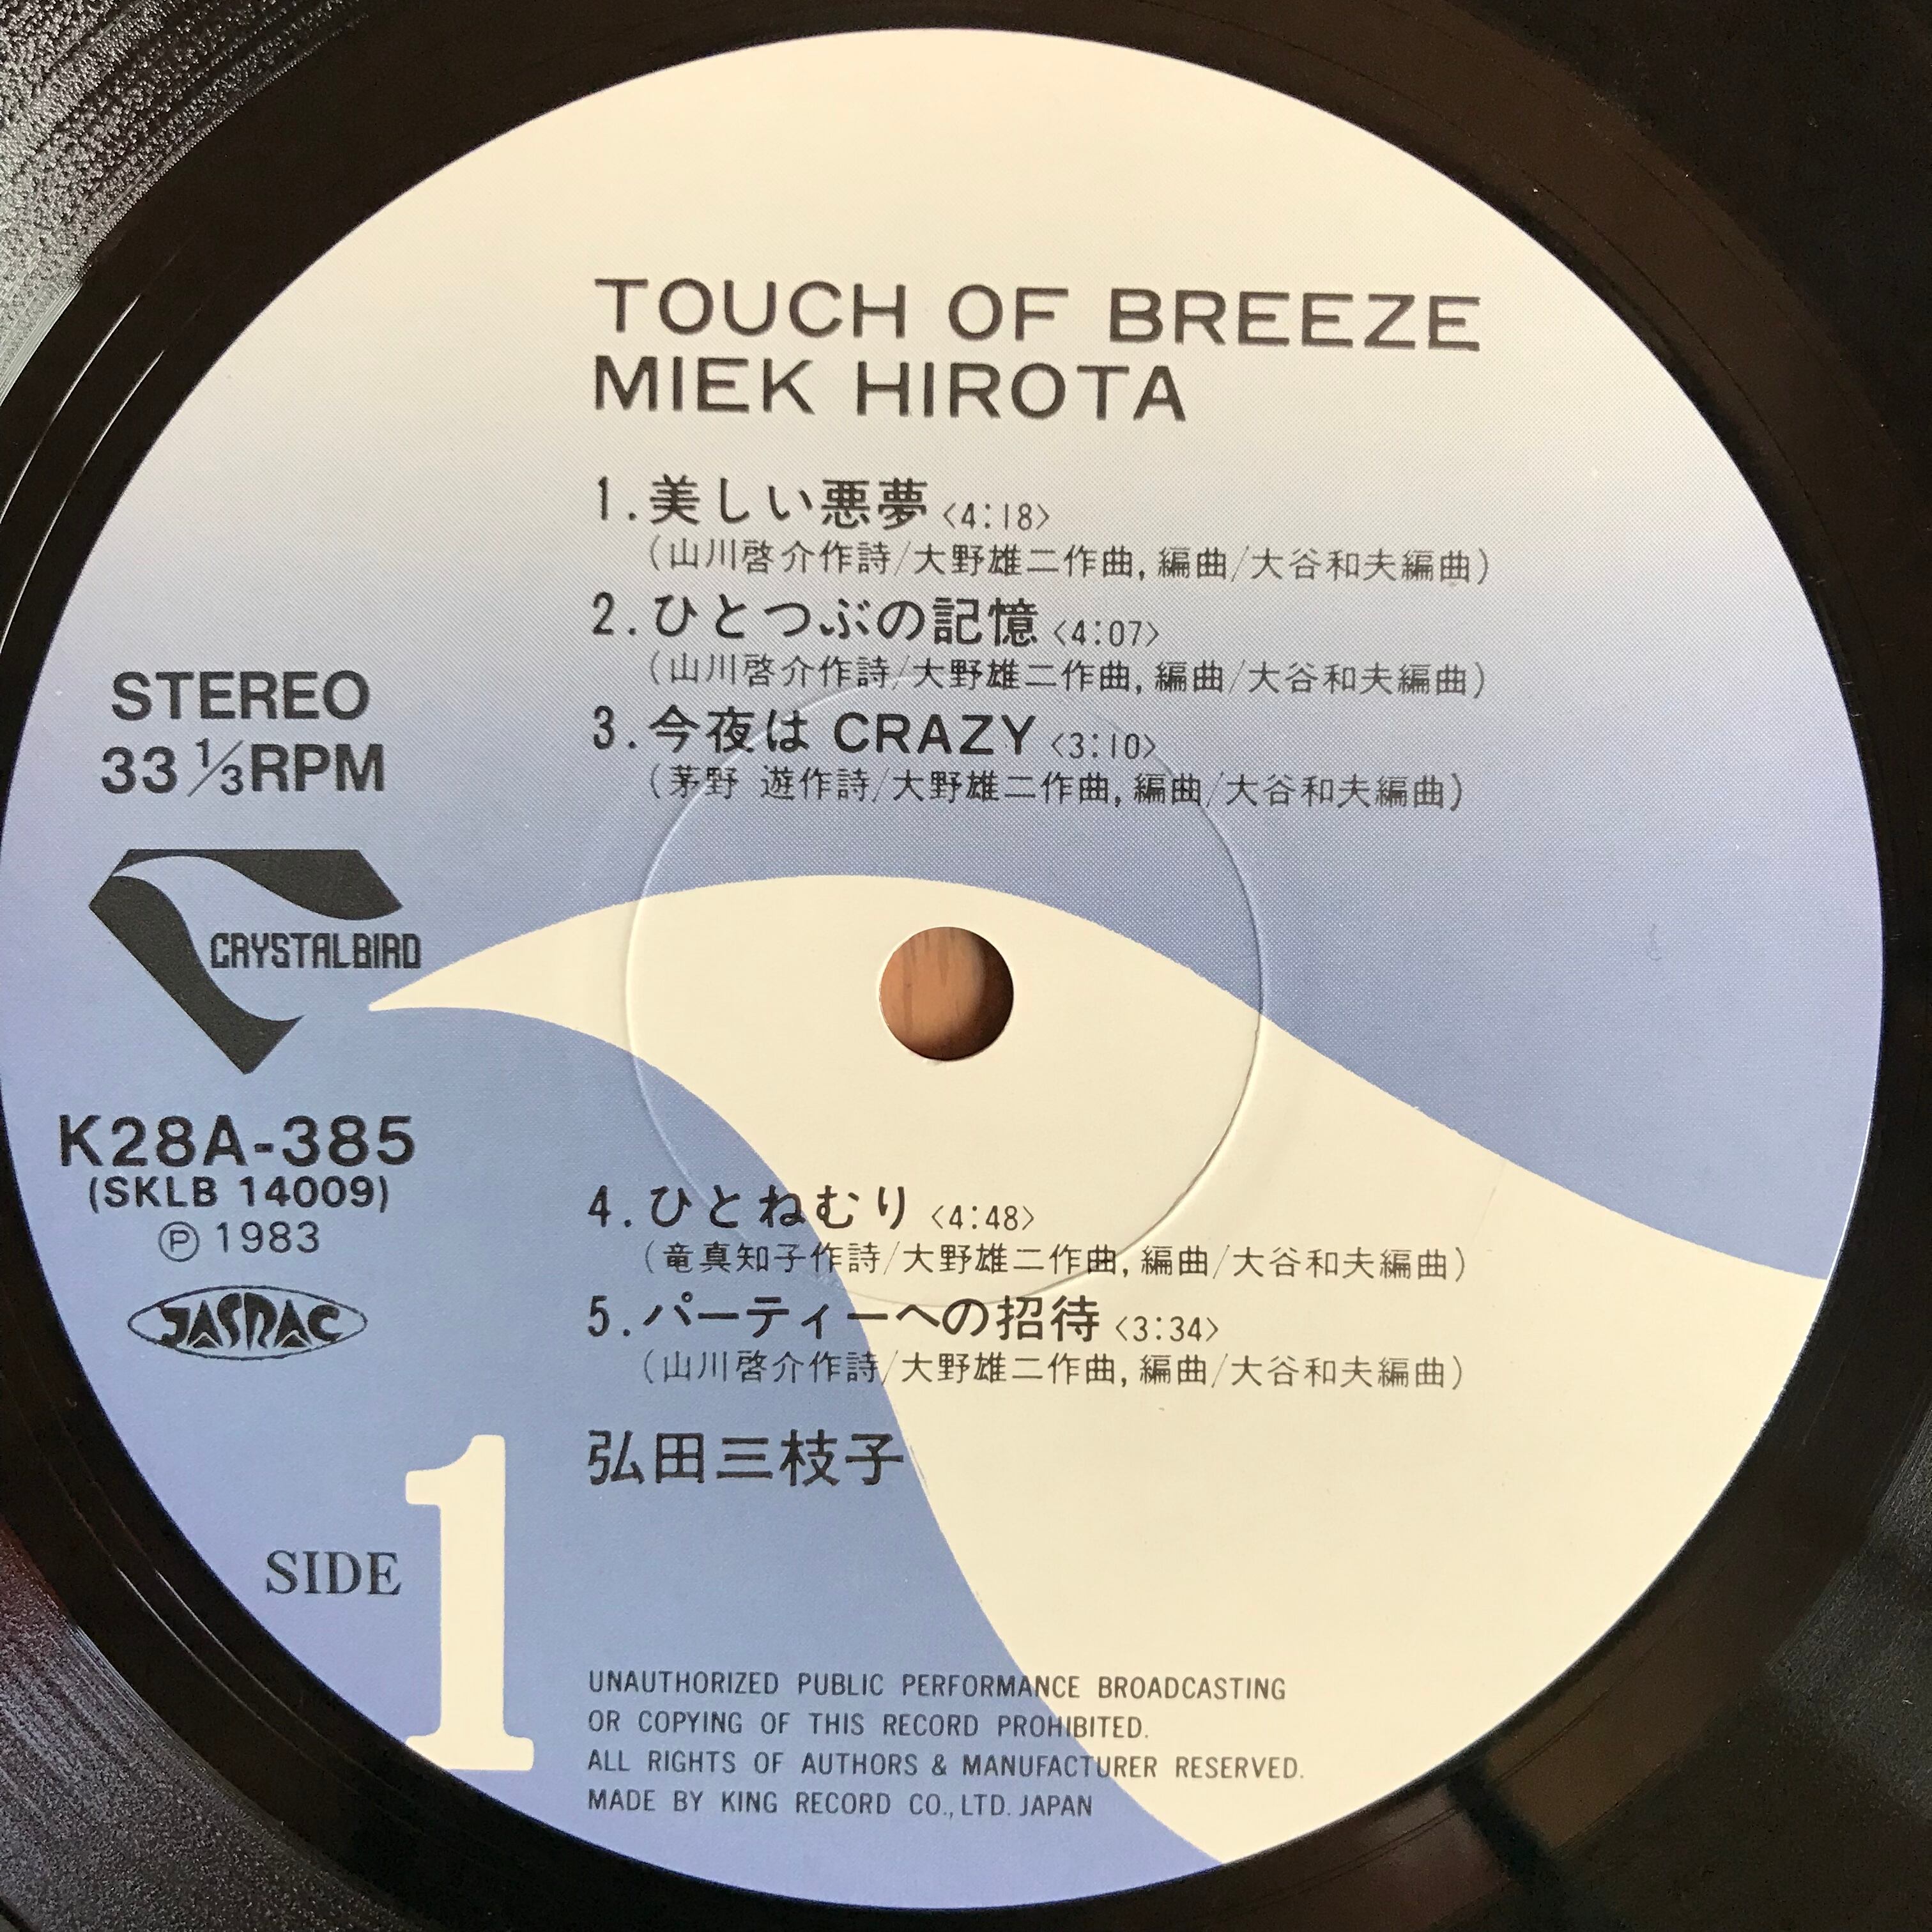 TOUCH OF BREEZE
MIEK HIROTA
1.美しい悪夢〈4:18〉
(山川啓介作詩/大野雄二作曲,編曲/大谷和夫編曲)
2.ひとつぶの記憶〈4:07〉
(山川啓介作詩/大野雄二作曲,編曲/大谷和夫編曲)
3.今夜は CRAZY〈3:10〉
(茅野 遊作詩/大野雄二作曲,編曲/大谷和夫編曲)
STEREO
33 1/3 RPM
CRYSTALBIRD
K28A-385
(SKLB 14009)
Ⓟ 1983
JASRAC
4.ひとねむり〈4:48〉
(竜真知子作詩/大野雄二作曲,編曲/大谷和夫編曲)
5.パーティーへの招待〈3:34〉
(山川啓介作詩/大野雄二作曲,編曲/大谷和夫編曲)
弘田三枝子
SIDE 1
UNAUTHORIZED PUBLIC PERFORMANCE BROADCASTING
OR COPYING OF THIS RECORD PROHIBITED.
ALL RIGHTS OF AUTHORS & MANUFACTURER RESERVED.
MADE BY KING RECORD CO., LTD. JAPAN